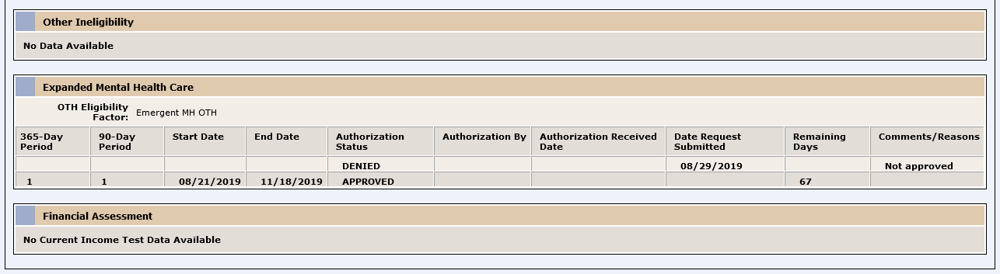 Other Ineligibility
No Data Available
Expanded Mental Health Care
OTH Eligibility Factor: Emergent MH OTH
365-Day Period 90-Day Period Start Date End Date Authorization Status Authorization By Authorization Received Date Date Request Submitted Remaining Days Comments/Reasons
DENIED 08/29/2019 Not approved
1 1 08/21/2019 11/18/2019 APPROVED 67
Financial Assessment
No Current Income Test Data Available